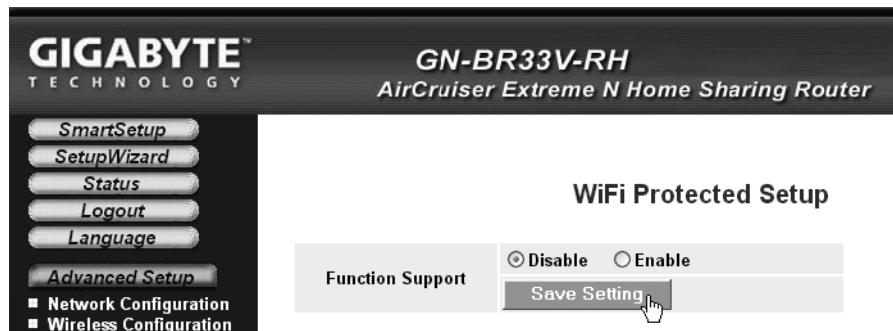 GIGABYTE™
TECHNOLOGY
GN-BR33V-RH
AirCruiser Extreme N Home Sharing Router
SmartSetup
SetupWizard
Status
Logout
Language
Advanced Setup
Network Configuration
Wireless Configuration
WiFi Protected Setup
Function Support
Disable Enable
Save Setting